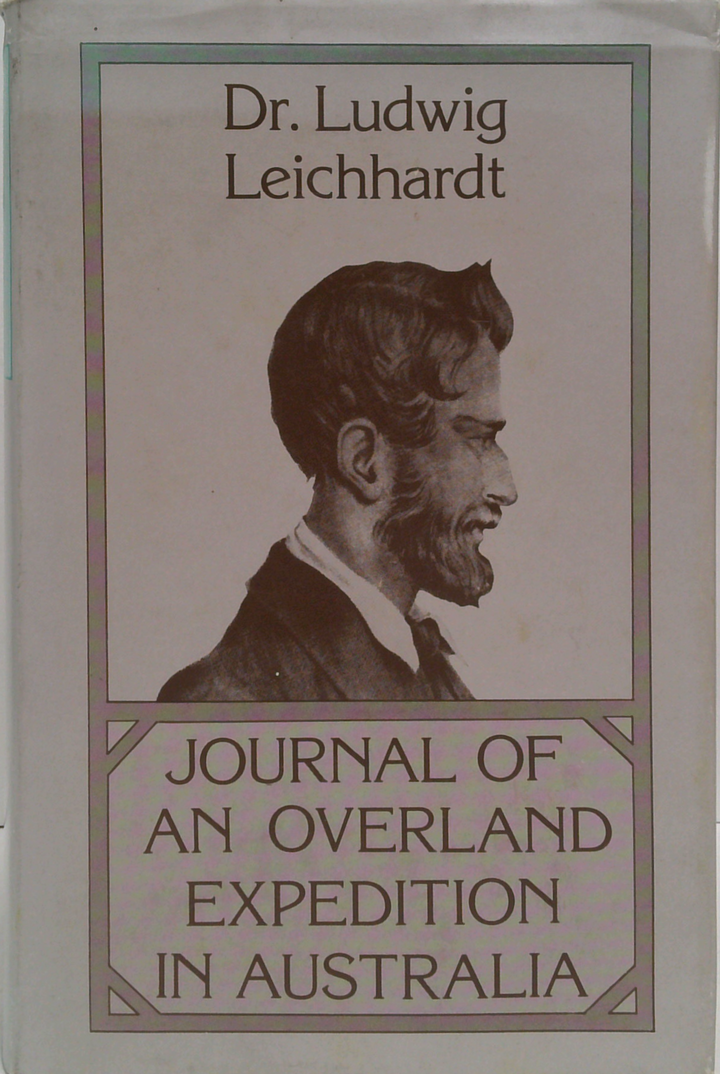 Dr. Ludwig
Leichhardt
JOURNAL OF
AN OVERLAND
EXPEDITION
IN AUSTRALIA